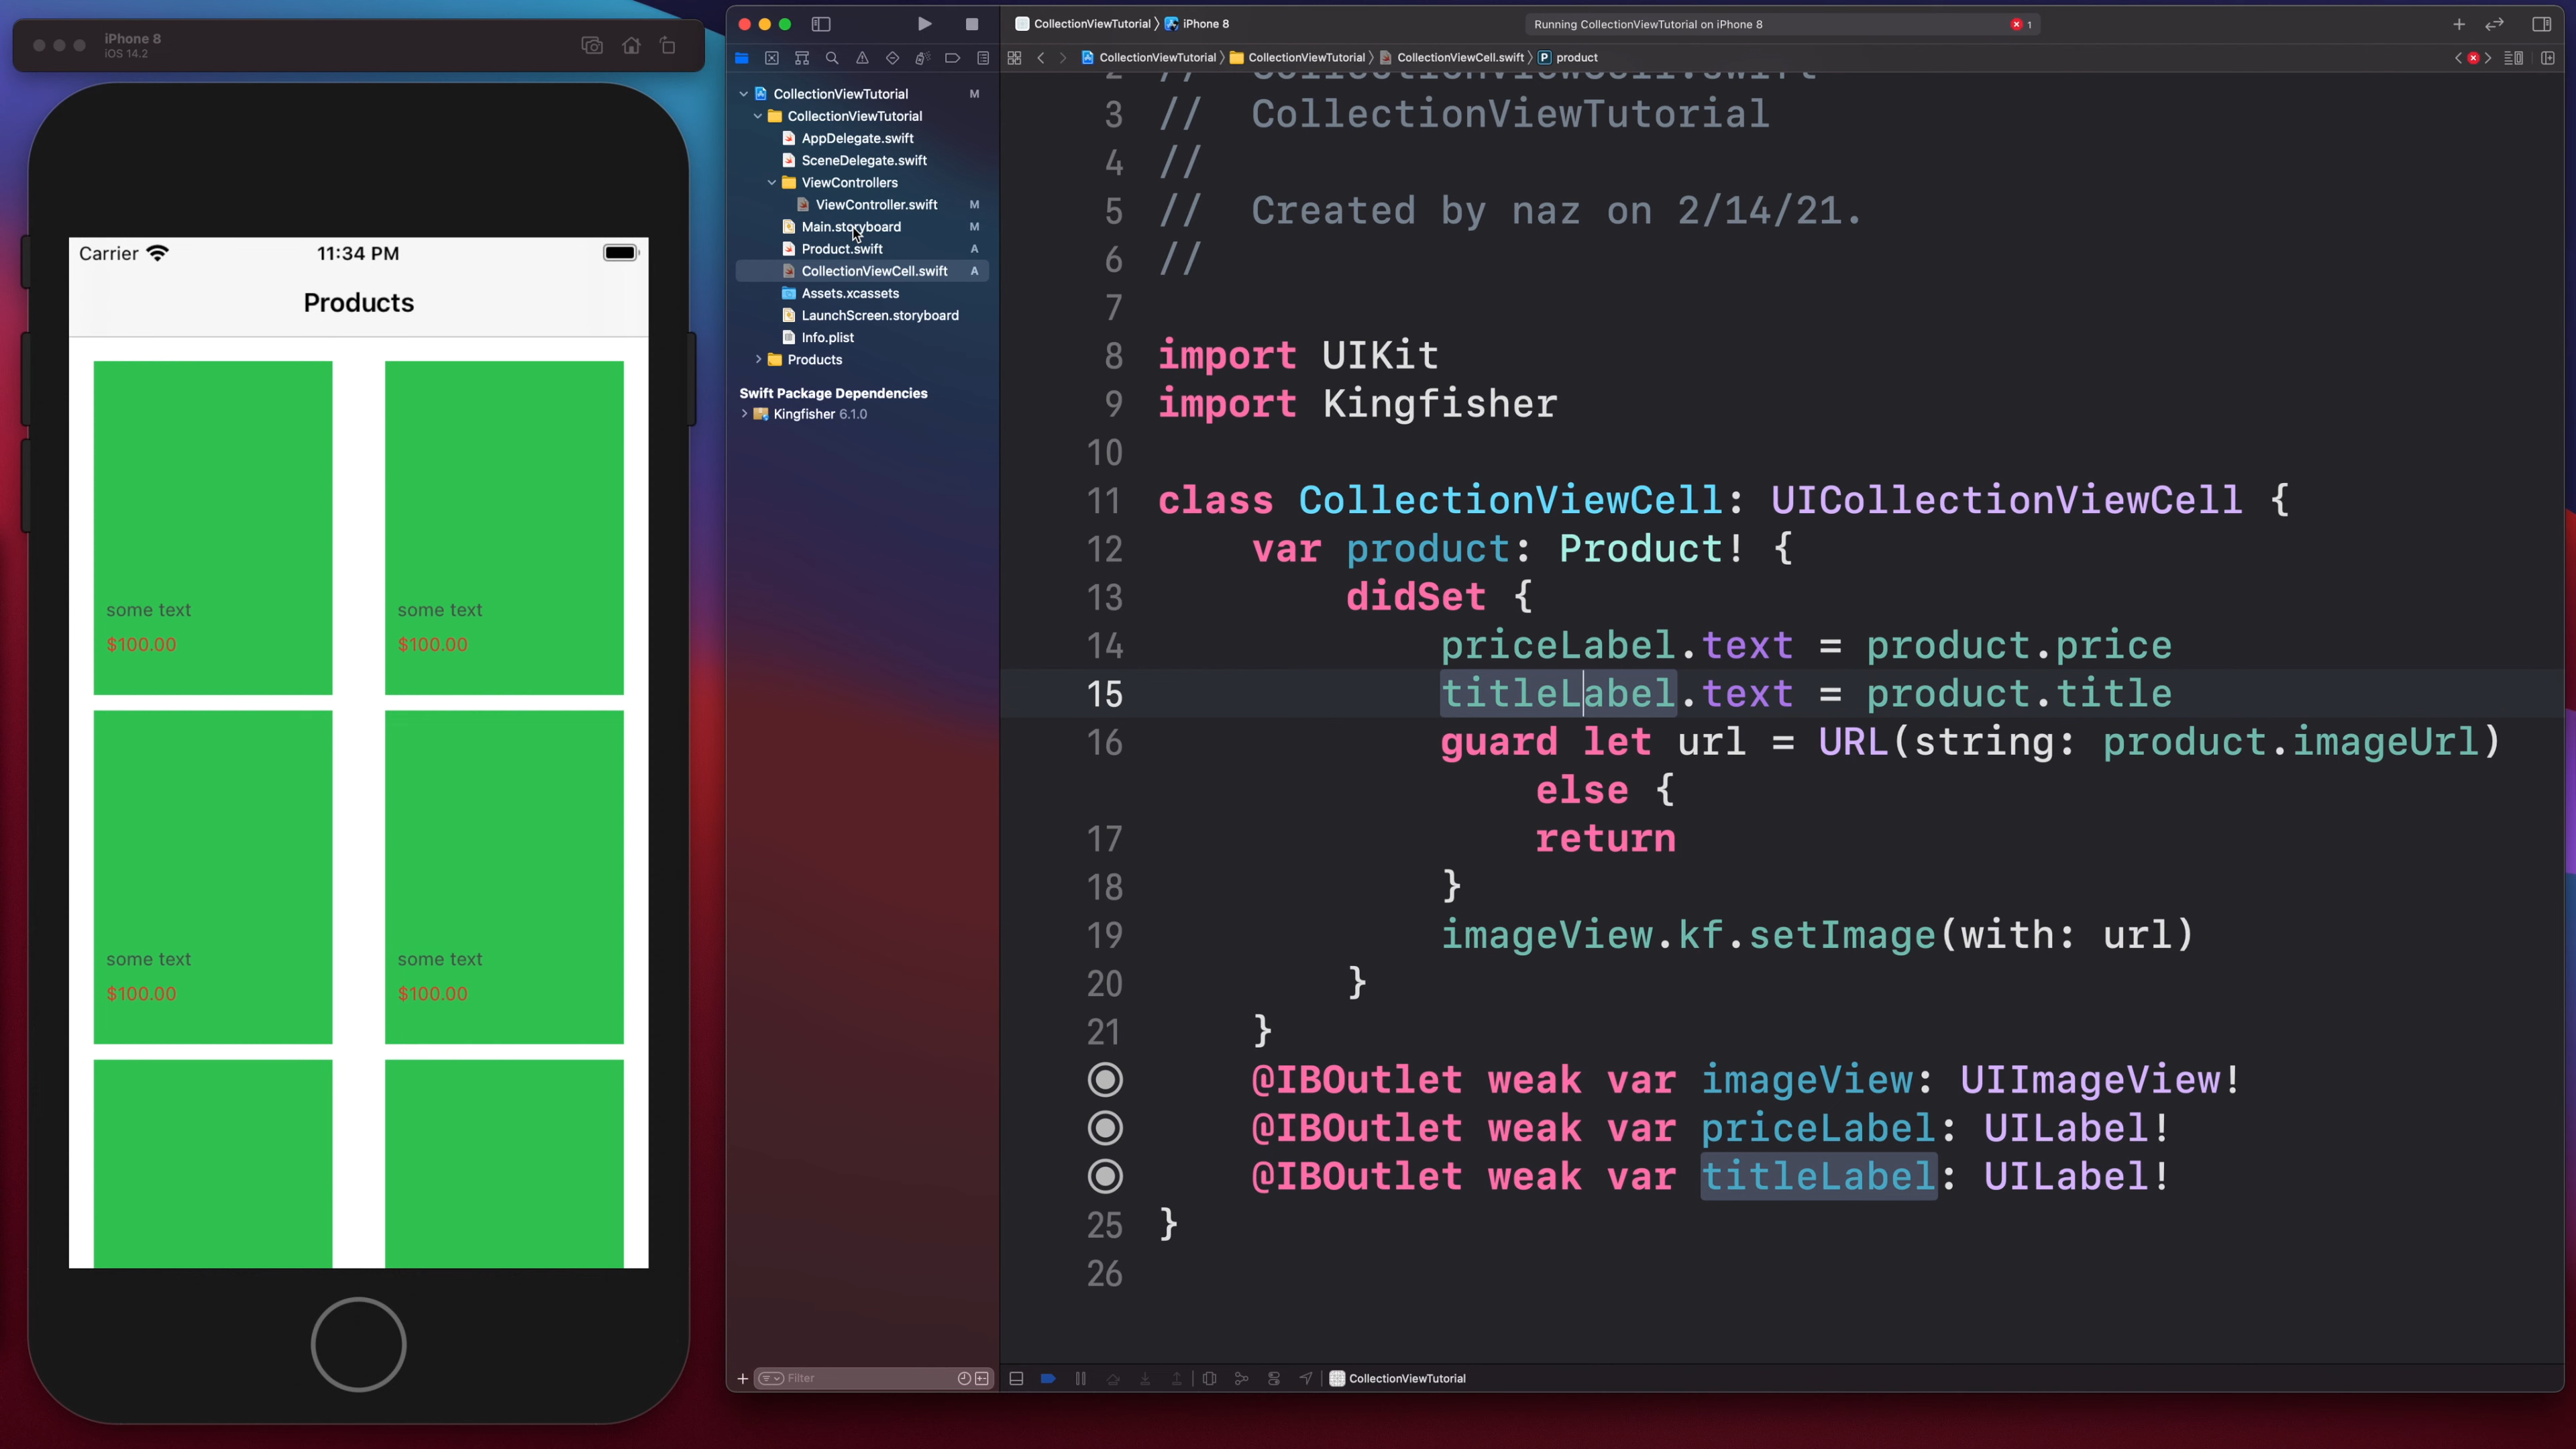 iPhone 8
iOS 14.2
Carrier
11:34 PM
Products
some text
$100.00
some text
$100.00
some text
$100.00
some text
$100.00
CollectionViewTutorial
iPhone 8
Running CollectionViewTutorial on iPhone 8
1
CollectionViewTutorial
CollectionViewTutorial
CollectionViewCell.swift
P product
CollectionViewTutorial M
CollectionViewTutorial
AppDelegate.swift
SceneDelegate.swift
ViewControllers
ViewController.swift M
Main.storyboard M
Product.swift A
CollectionViewCell.swift A
Assets.xcassets
LaunchScreen.storyboard
Info.plist
Products
Swift Package Dependencies
Kingfisher 6.1.0
Filter
2 // CollectionViewCell.swift
3 // CollectionViewTutorial
4 //
5 // Created by naz on 2/14/21.
6 //
7
8 import UIKit
9 import Kingfisher
10
11 class CollectionViewCell: UICollectionViewCell {
12 var product: Product! {
13 didSet {
14 priceLabel.text = product.price
15 titleLabel.text = product.title
16 guard let url = URL(string: product.imageUrl)
else {
17 return
18 }
19 imageView.kf.setImage(with: url)
20 }
21 }
@IBOutlet weak var imageView: UIImageView!
@IBOutlet weak var priceLabel: UILabel!
@IBOutlet weak var titleLabel: UILabel!
25 }
26
CollectionViewTutorial